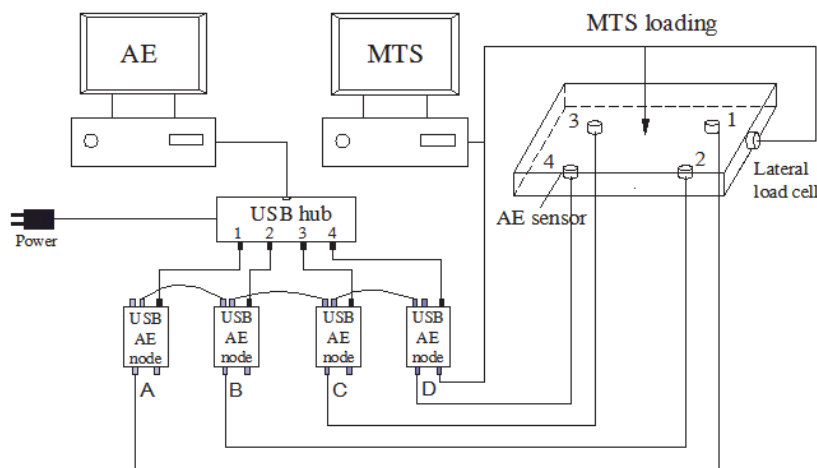 AE
MTS
MTS loading
3
1
4
2
Lateral
load cell
AE sensor
USB hub
1 2 3 4
Power
USB
AE
node
USB
AE
node
USB
AE
node
USB
AE
node
A
B
C
D